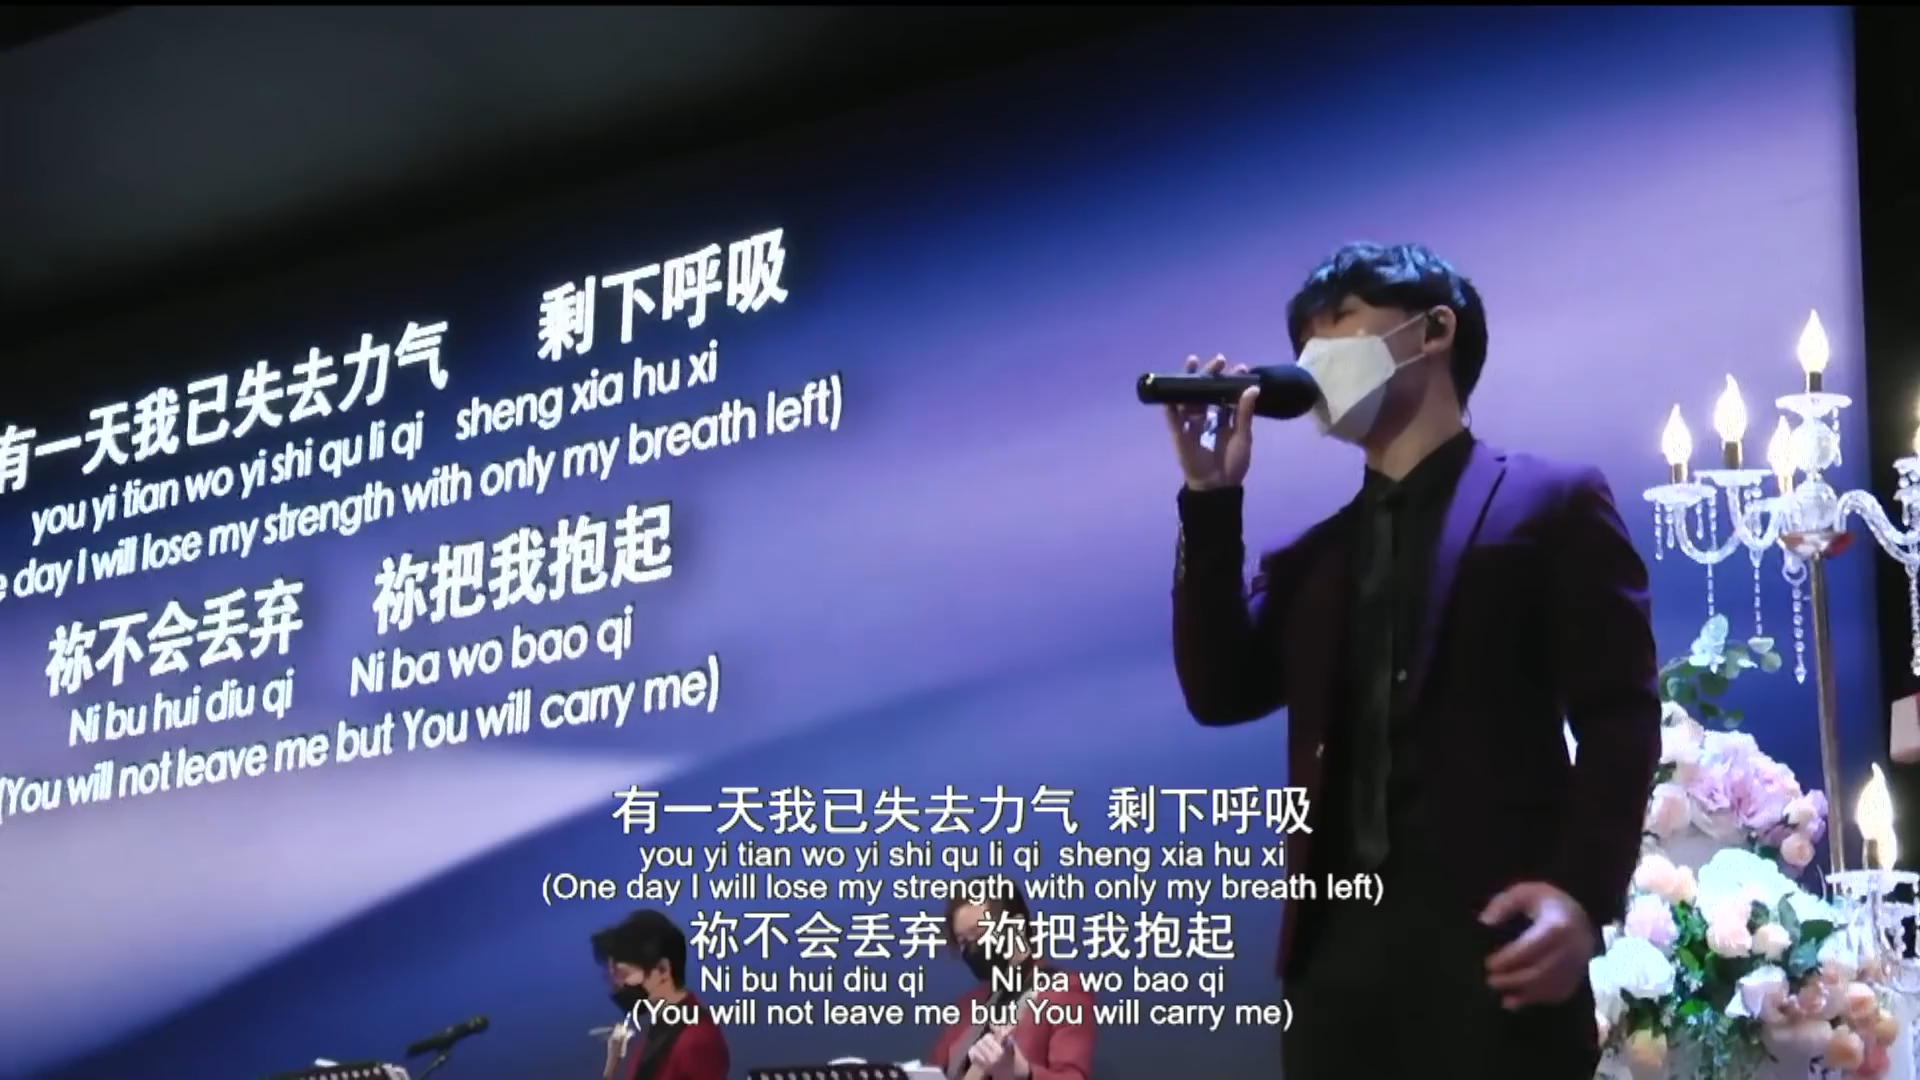 有一天我已失去力气 剩下呼吸
you yi tian wo yi shi qu li qi sheng xia hu xi
day I will lose my strength with only my breath left)
祢不会丢弃 祢把我抱起
Ni bu hui diu qi Ni ba wo bao qi
(You will not leave me but You will carry me)
有一天我已失去力气 剩下呼吸
you yi tian wo yi shi qu li qi sheng xia hu xi
(One day I will lose my strength with only my breath left)
祢不会丢弃 祢把我抱起
Ni bu hui diu qi Ni ba wo bao qi
(You will not leave me but You will carry me)